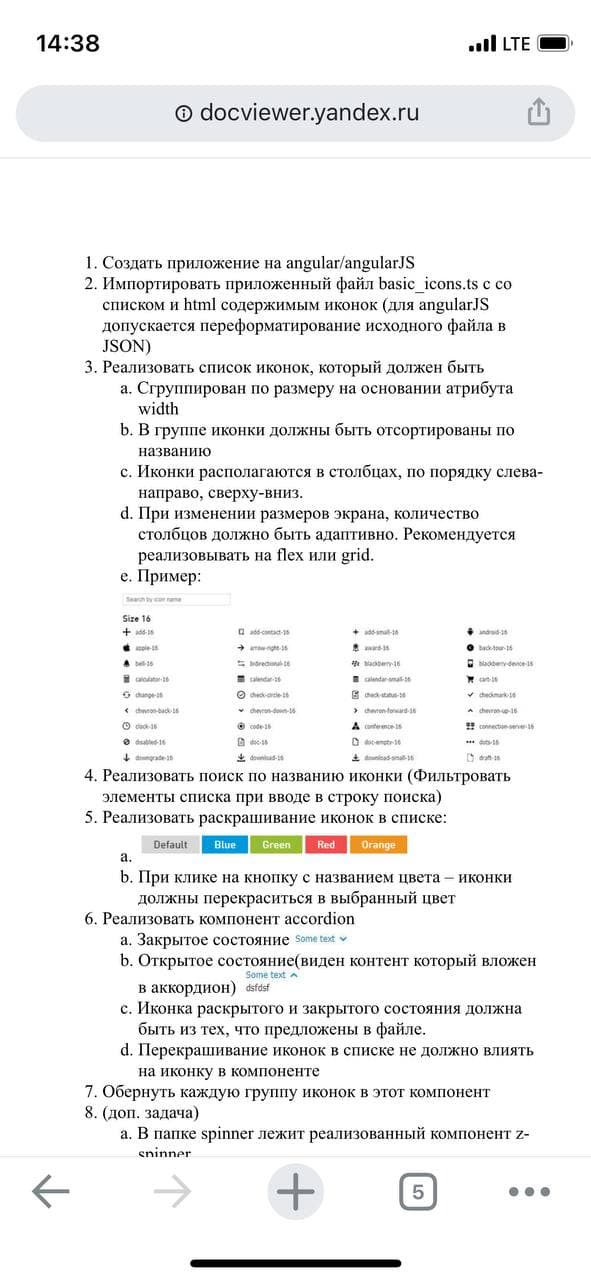 14:38
LTE
docviewer.yandex.ru
1. Создать приложение на angular/angularJS
2. Импортировать приложенный файл basic_icons.ts с со
списком и html содержимым иконок (для angularJS
допускается переформатирование исходного файла в
JSON)
3. Реализовать список иконок, который должен быть
a. Сгруппирован по размеру на основании атрибута
width
b. В группе иконки должны быть отсортированы по
названию
c. Иконки располагаются в столбцах, по порядку слева-
направо, сверху-вниз.
d. При изменении размеров экрана, количество
столбцов должно быть адаптивно. Рекомендуется
реализовывать на flex или grid.
e. Пример:
Search by icon name
Size 16
add-16 add-contact-16 add-small-16 android-16
apple-16 arrow-right-16 award-16 back-tour-16
bell-16 bidirectional-16 blackberry-16 blackberry-device-16
calculator-16 calendar-16 calendar-small-16 cart-16
change-16 check-circle-16 check-status-16 checkmark-16
chevron-back-16 chevron-down-16 chevron-forward-16 chevron-up-16
clock-16 code-16 conference-16 connection-server-16
disabled-16 doc-16 doc-empty-16 dots-16
downgrade-16 download-16 download-small-16 draft-16
4. Реализовать поиск по названию иконки (Фильтровать
элементы списка при вводе в строку поиска)
5. Реализовать раскрашивание иконок в списке:
a. Default Blue Green Red Orange
b. При клике на кнопку с названием цвета – иконки
должны перекраситься в выбранный цвет
6. Реализовать компонент accordion
a. Закрытое состояние Some text
b. Открытое состояние(виден контент который вложен
Some text
в аккордион) dsfdsf
c. Иконка раскрытого и закрытого состояния должна
быть из тех, что предложены в файле.
d. Перекрашивание иконок в списке не должно влиять
на иконку в компоненте
7. Обернуть каждую группу иконок в этот компонент
8. (доп. задача)
a. В папке spinner лежит реализованный компонент z-
spinner
5